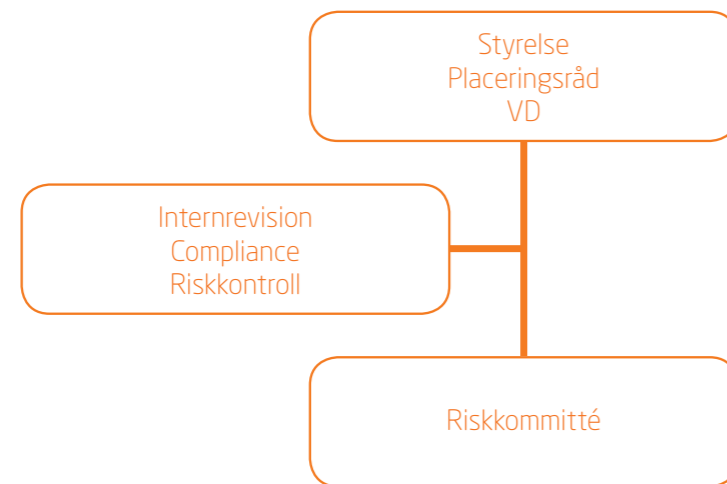 Styrelse
Placeringsråd
VD
Internrevision
Compliance
Riskkontroll
Riskkommitté